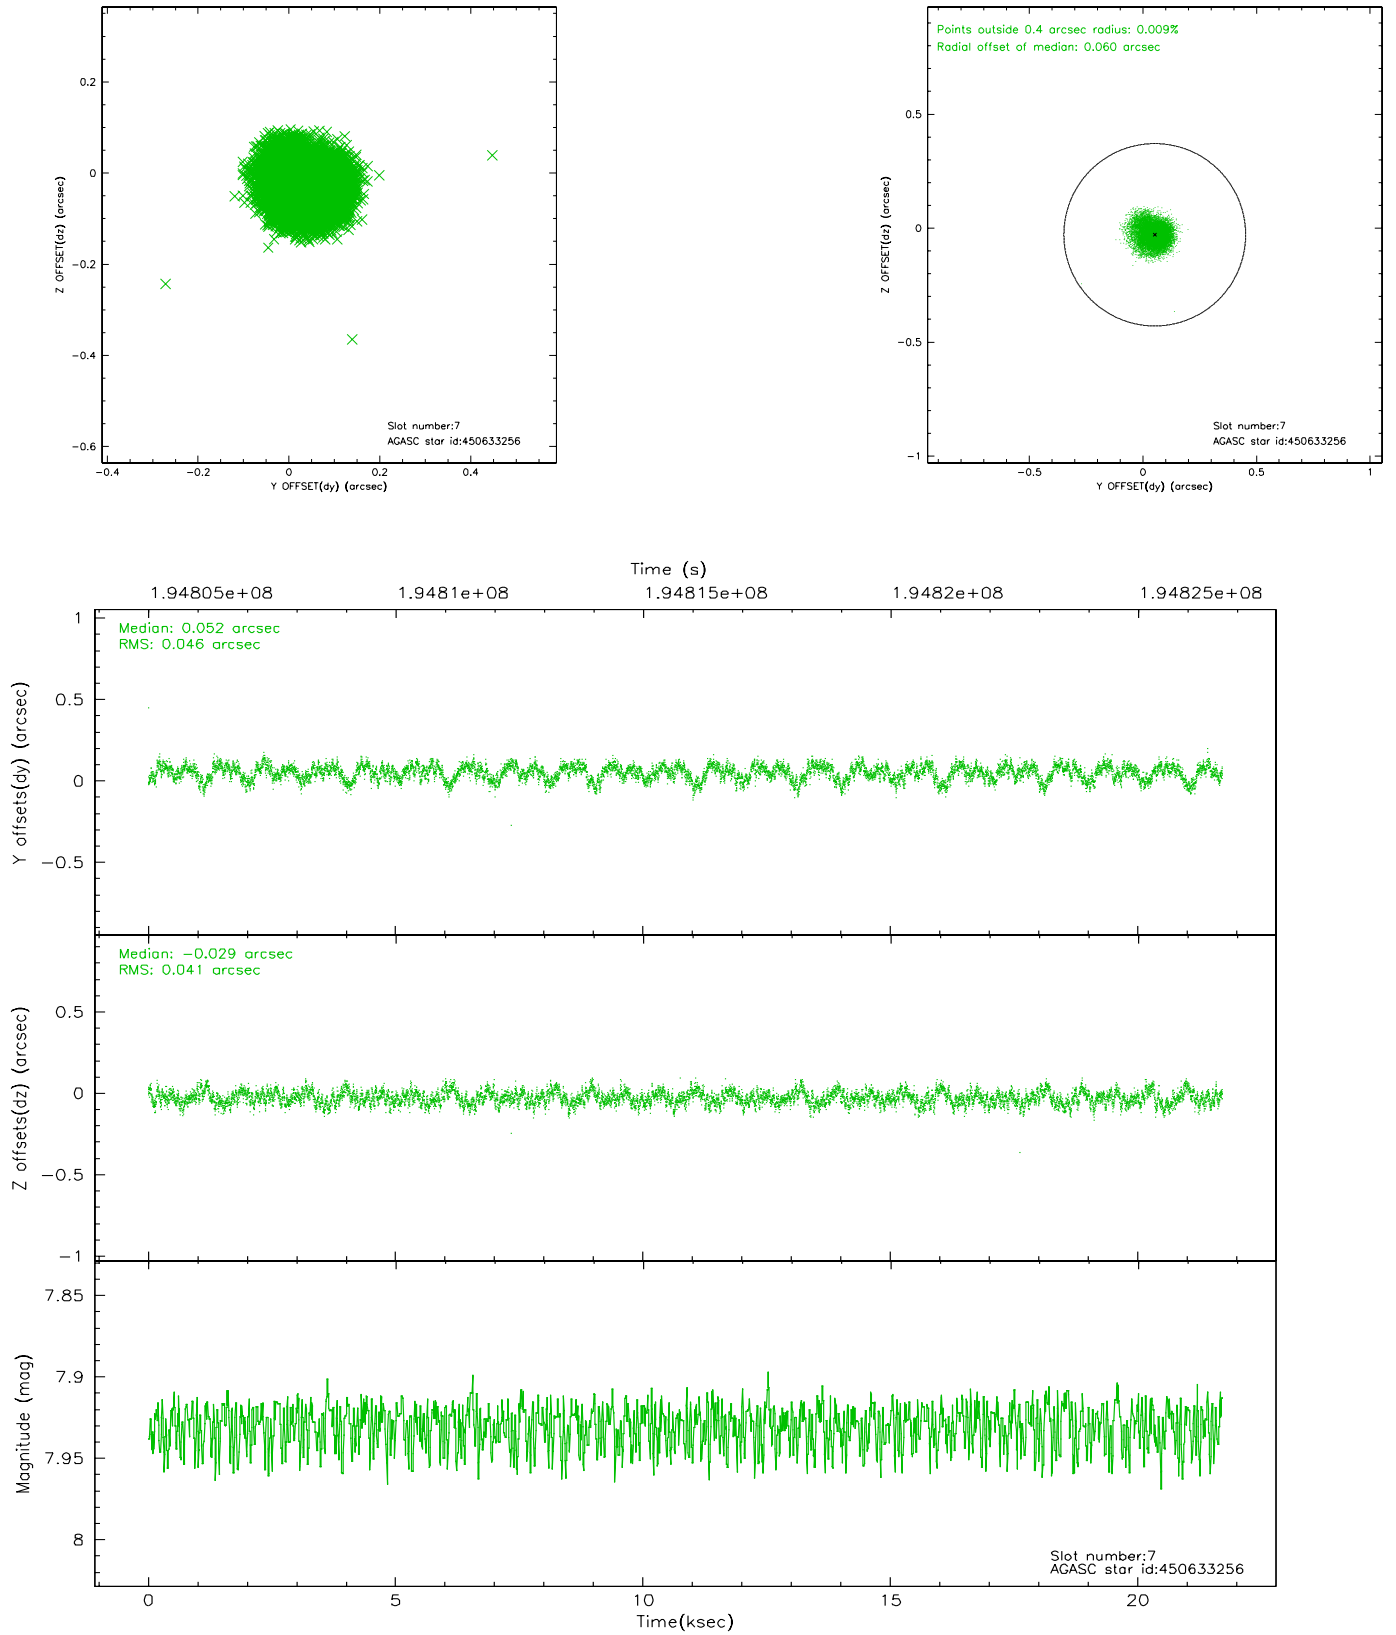 Points outside 0.4 arcsec radius: 0.009%
Radial offset of median: 0.060 arcsec
0.2
0
−0.2
−0.4
−0.6
Z OFFSET(dz) (arcsec)
Slot number:7
AGASC star id:450633256
−0.4
−0.2
0
0.2
0.4
Y OFFSET(dy) (arcsec)
0.5
0
−0.5
−1
Z OFFSET(dz) (arcsec)
Slot number:7
AGASC star id:450633256
−0.5
0
0.5
1
Y OFFSET(dy) (arcsec)
Time (s)
1.94805e+08
1.9481e+08
1.94815e+08
1.9482e+08
1.94825e+08
Median: 0.052 arcsec
RMS: 0.046 arcsec
1
0.5
0
−0.5
Y offsets(dy) (arcsec)
Median: −0.029 arcsec
RMS: 0.041 arcsec
0.5
0
−0.5
−1
Z offsets(dz) (arcsec)
7.85
7.9
7.95
8
Magnitude (mag)
Slot number:7
AGASC star id:450633256
0
5
10
15
20
Time(ksec)